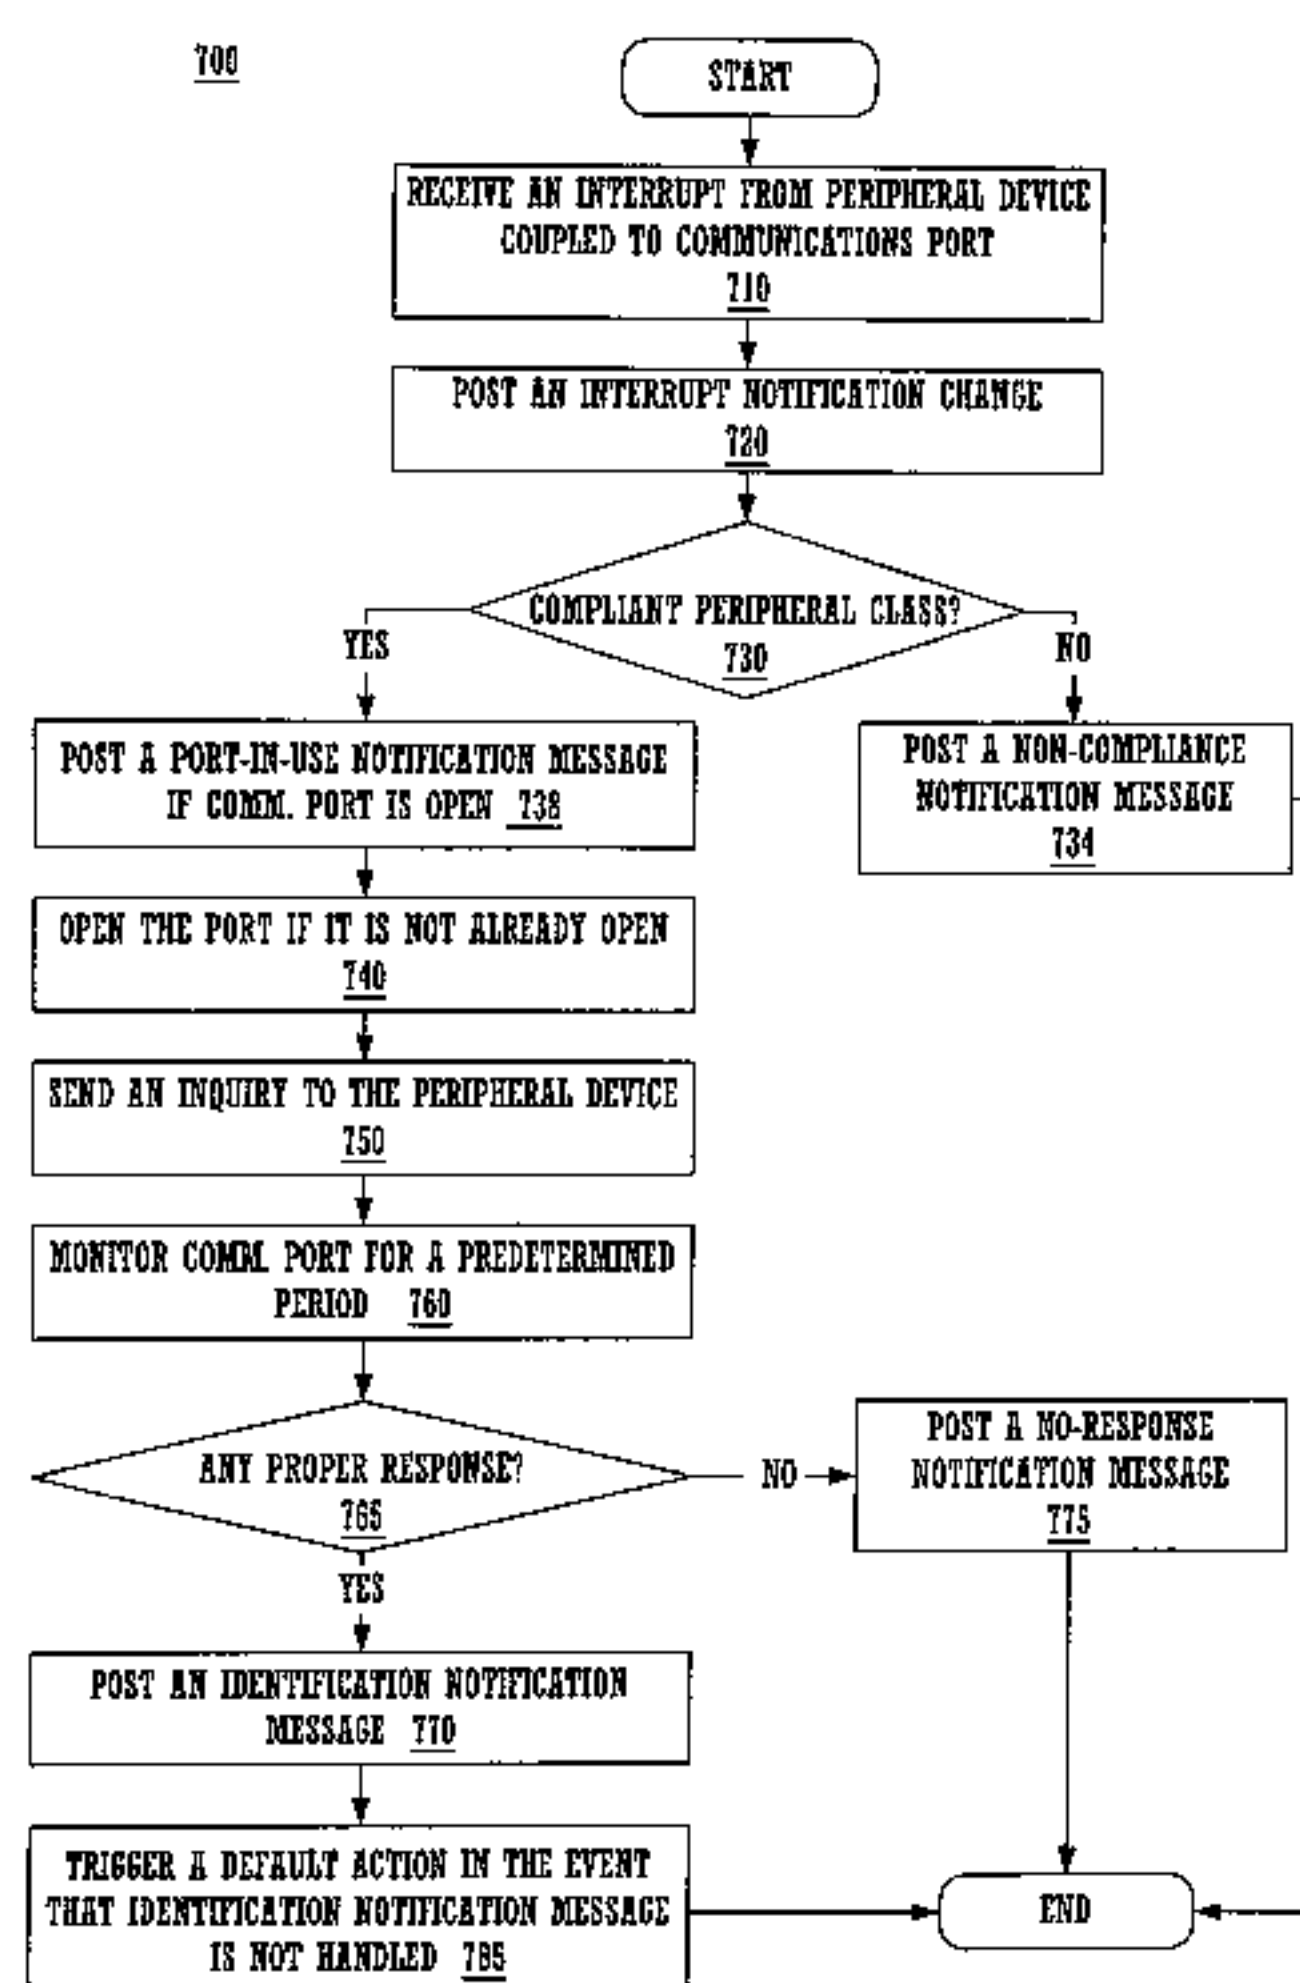 700
START
RECEIVE AN INTERRUPT FROM PERIPHERAL DEVICE
COUPLED TO COMMUNICATIONS PORT
710
POST AN INTERRUPT NOTIFICATION CHANGE
720
COMPLIANT PERIPHERAL CLASS?
730
YES
NO
POST A PORT-IN-USE NOTIFICATION MESSAGE
IF COMM. PORT IS OPEN 738
POST A NON-COMPLIANCE
NOTIFICATION MESSAGE
734
OPEN THE PORT IF IT IS NOT ALREADY OPEN
740
SEND AN INQUIRY TO THE PERIPHERAL DEVICE
750
MONITOR COMM. PORT FOR A PREDETERMINED
PERIOD 760
ANY PROPER RESPONSE?
765
NO
POST A NO-RESPONSE
NOTIFICATION MESSAGE
775
YES
POST AN IDENTIFICATION NOTIFICATION
MESSAGE 770
TRIGGER A DEFAULT ACTION IN THE EVENT
THAT IDENTIFICATION NOTIFICATION MESSAGE
IS NOT HANDLED 785
END